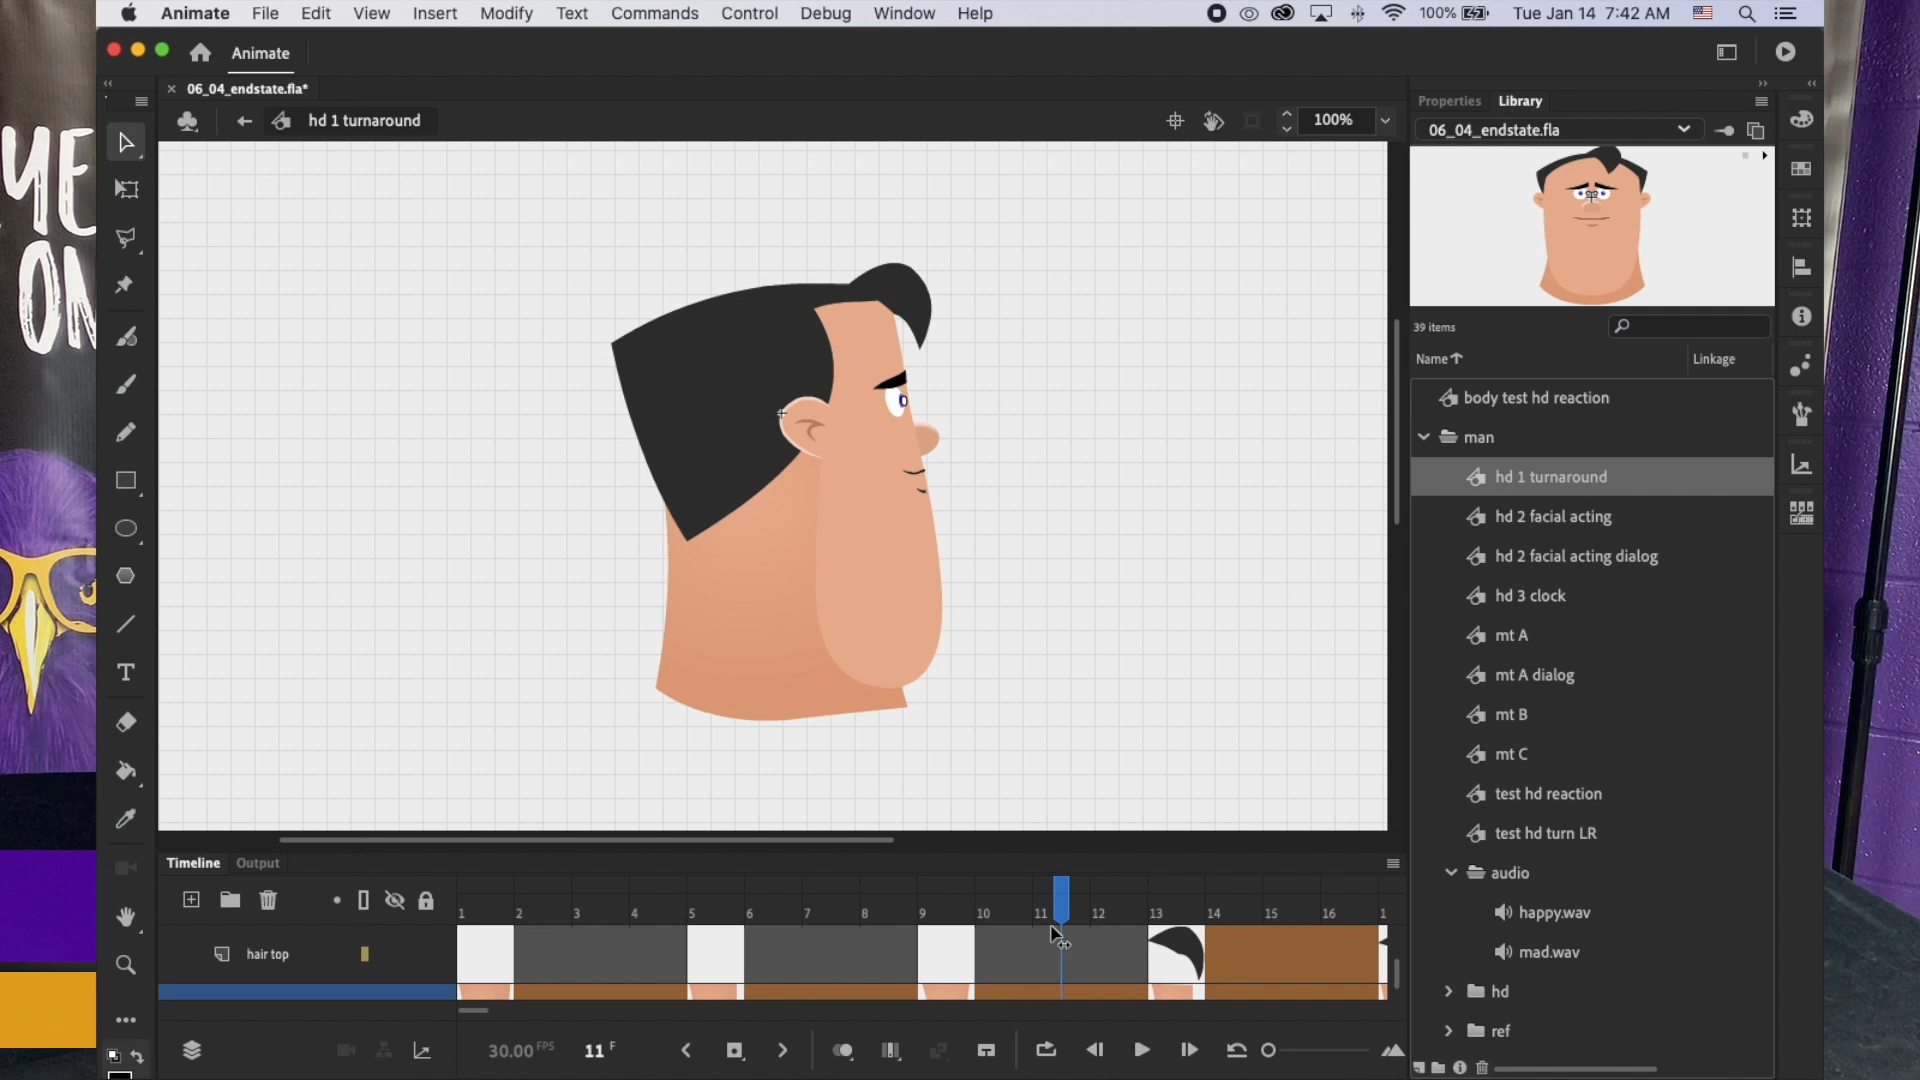 Animate File Edit View Insert Modify Text Commands Control Debug Window Help 100% Tue Jan 14 7:42 AM
Animate
06_04_endstate.fla*
hd 1 turnaround 100%
Properties Library
06_04_endstate.fla
39 items
Name Linkage
body test hd reaction
man
hd 1 turnaround
hd 2 facial acting
hd 2 facial acting dialog
hd 3 clock
mt A
mt A dialog
mt B
mt C
test hd reaction
test hd turn LR
audio
happy.wav
mad.wav
hd
ref
T
Timeline Output
1 2 3 4 5 6 7 8 9 10 11 12 13 14 15 16 1
hair top
30.00 FPS 11 F
YE
ON